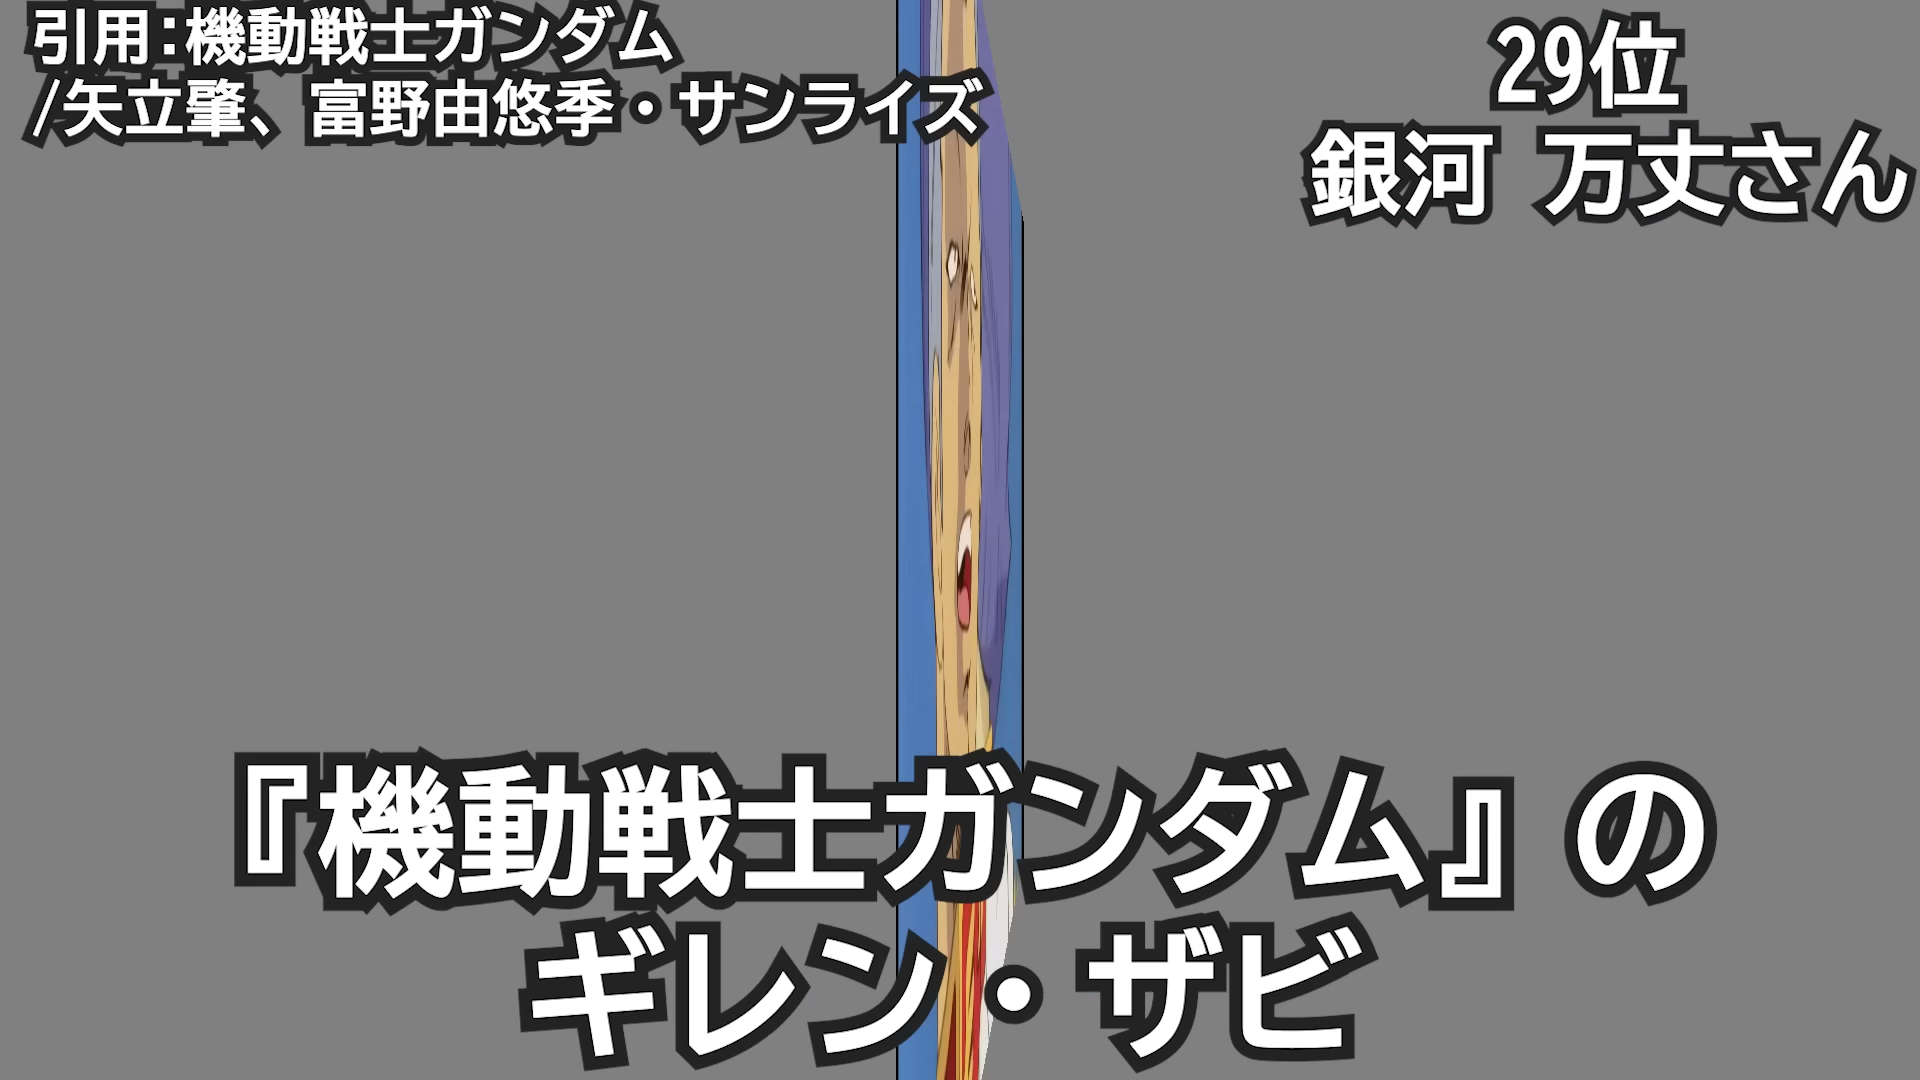 引用:機動戦士ガンダム
/矢立肇、富野由悠季・サンライズ
29位
銀河 万丈さん
『機動戦士ガンダム』の
ギレン・ザビ